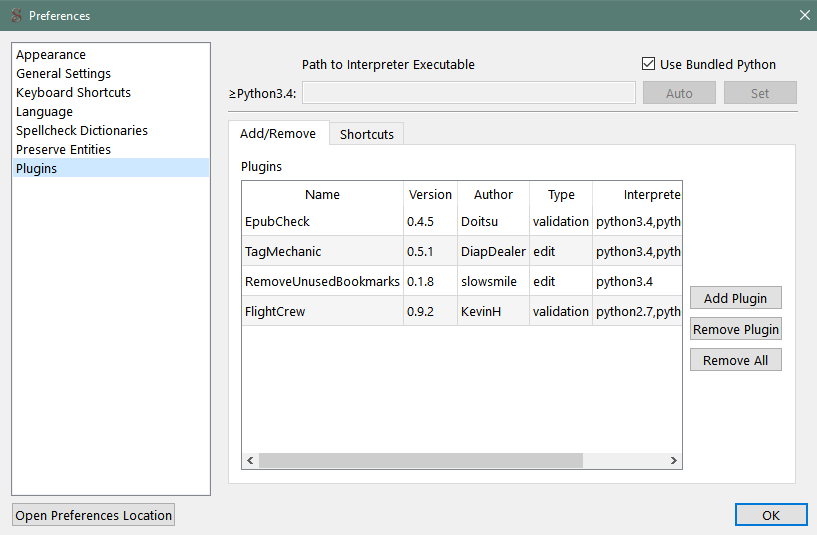 Preferences
Appearance
General Settings
Keyboard Shortcuts
Language
Spellcheck Dictionaries
Preserve Entities
Plugins
Path to Interpreter Executable
Use Bundled Python
≥Python3.4:
Auto
Set
Add/Remove
Shortcuts
Plugins
Name Version Author Type Interprete
EpubCheck 0.4.5 Doitsu validation python3.4,pyth
TagMechanic 0.5.1 DiapDealer edit python3.4,pyth
RemoveUnusedBookmarks 0.1.8 slowsmile edit python3.4
FlightCrew 0.9.2 KevinH validation python2.7,pyth
Add Plugin
Remove Plugin
Remove All
Open Preferences Location
OK